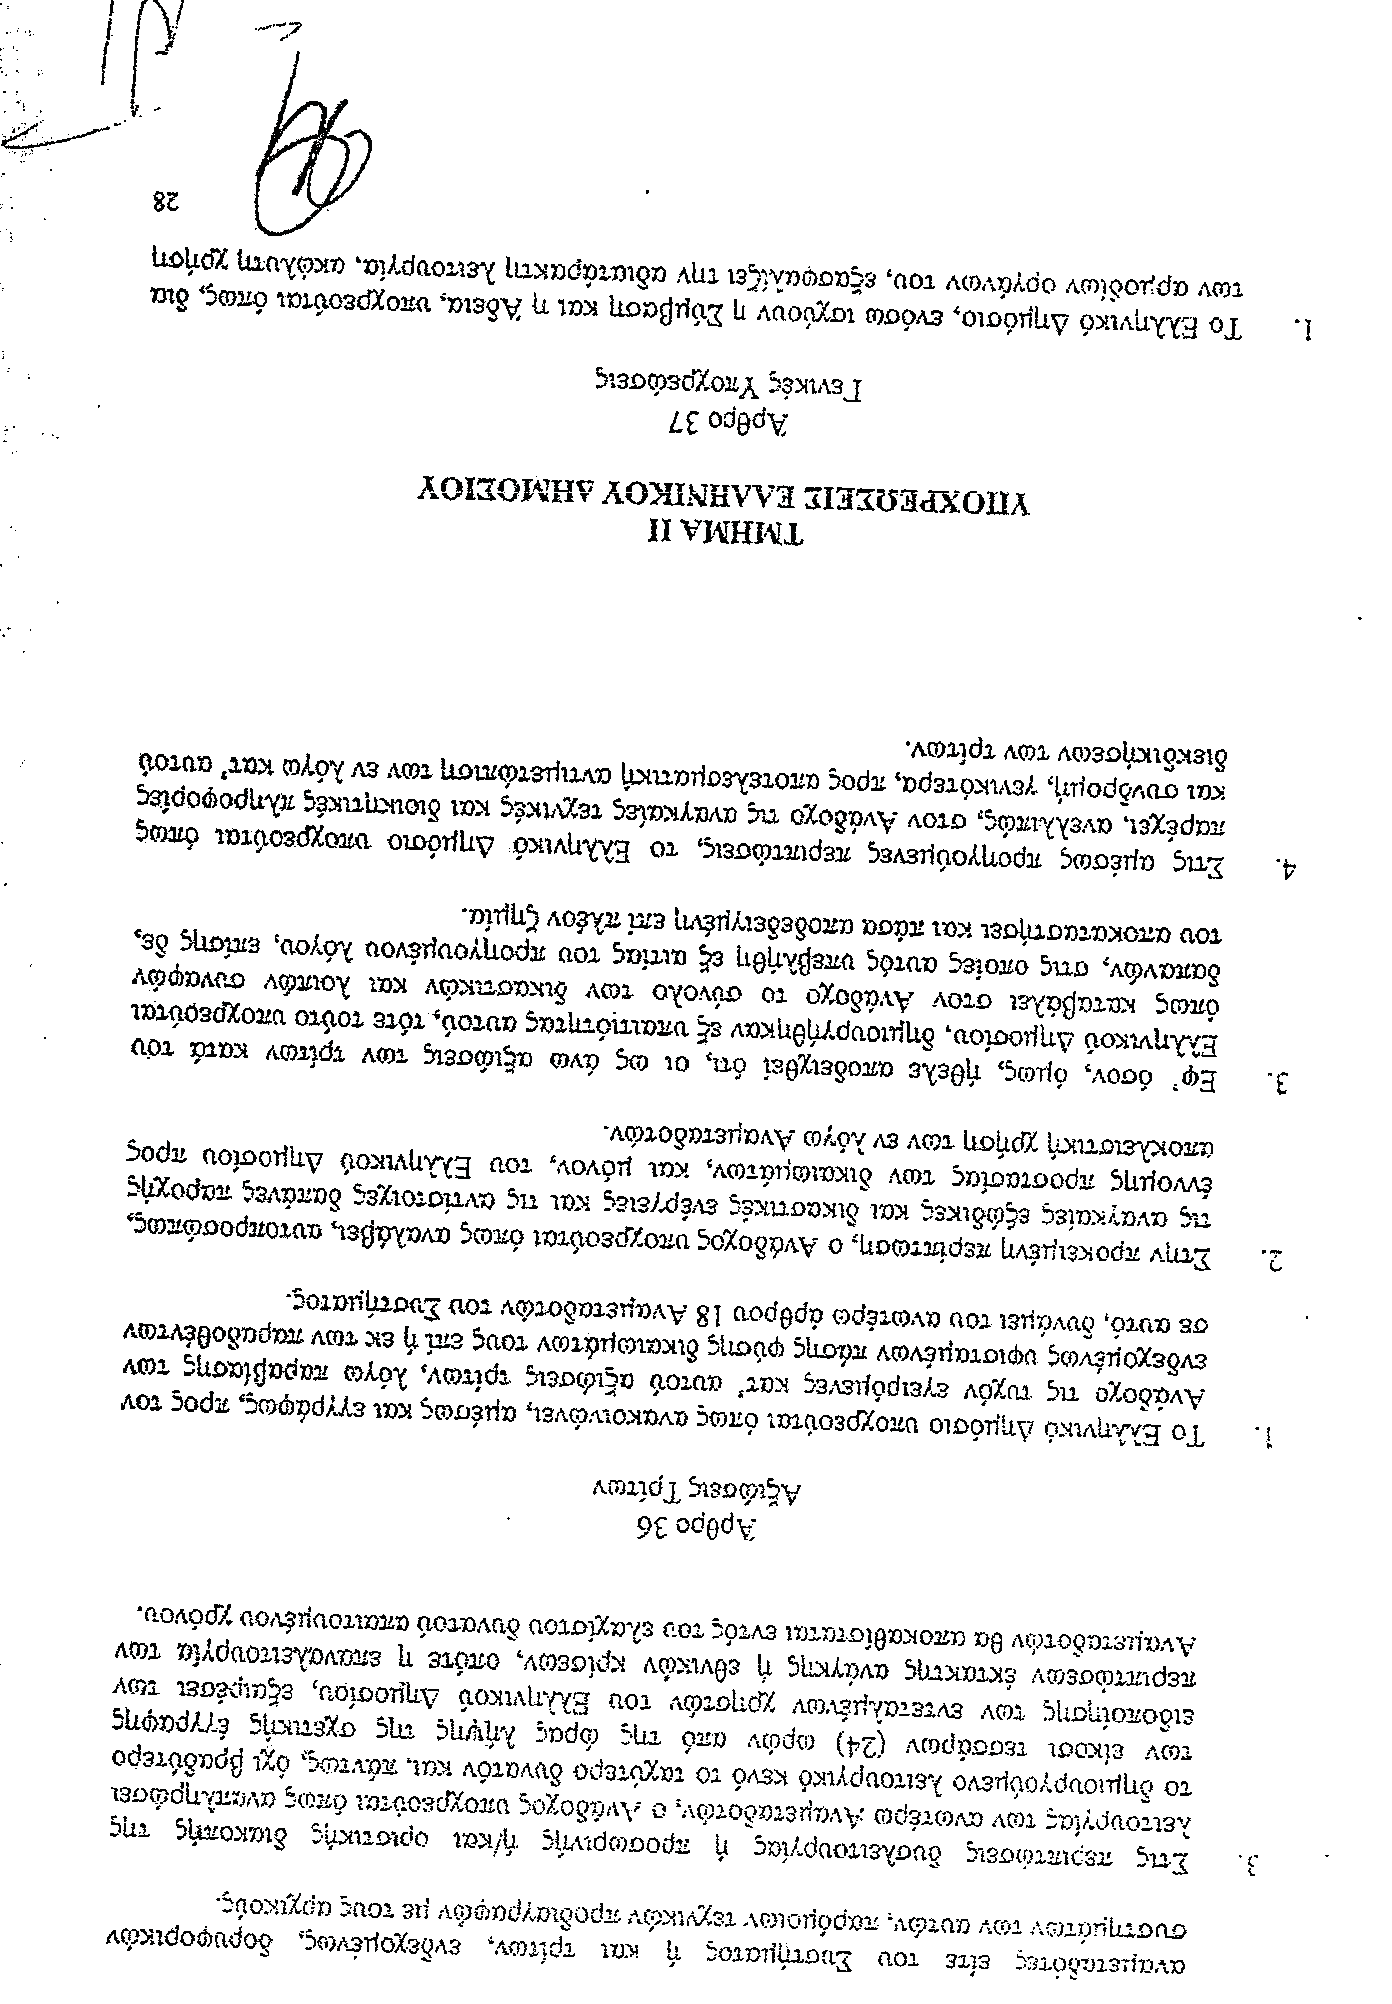 αναμεταδότες είτε του Συστήματος ή και τρίτων, ενδεχομένως, δορυφορικών
συστημάτων των αυτών, παρόμοιων τεχνικών προδιαγραφών με τους αρχικούς.
3. Στις περιπτώσεις δυσλειτουργίας ή προσωρινής ή/και οριστικής διακοπής της
λειτουργίας των ανωτέρω Αναμεταδοτών, ο Ανάδοχος υποχρεούται όπως αναπληρώσει
το δημιουργούμενο λειτουργικό κενό το ταχύτερο δυνατόν και, πάντως, όχι βραδύτερο
των είκοσι τεσσάρων (24) ωρών από της ώρας λήψης της σχετικής έγγραφης
ειδοποίησης των εντεταλμένων χρηστών του Ελληνικού Δημοσίου, εξαιρέσει των
περιπτώσεων έκτακτης ανάγκης ή εθνικών κρίσεων, οπότε η επαναλειτουργία των
Αναμεταδοτών θα αποκαθίσταται εντός του ελαχίστου δυνατού απαιτουμένου χρόνου.
Άρθρο 36
Αξιώσεις Τρίτων
1. Το Ελληνικό Δημόσιο υποχρεούται όπως ανακοινώνει, αμέσως και εγγράφως, προς τον
Ανάδοχο τις τυχόν εγειρόμενες κατ' αυτού αξιώσεις τρίτων, λόγω παραβίασης των
ενδεχομένως υφισταμένων πάσης φύσης δικαιωμάτων τους επί ή εκ των παραδοθέντων
σε αυτό, δυνάμει του ανωτέρω άρθρου 18 Αναμεταδοτών του Συστήματος.
2. Στην προκειμένη περίπτωση, ο Ανάδοχος υποχρεούται όπως αναλάβει, αυτοπροσώπως,
τις αναγκαίες εξώδικες και δικαστικές ενέργειες και τις αντίστοιχες δαπάνες παροχής
έννομης προστασίας των δικαιωμάτων, και μόνον, του Ελληνικού Δημοσίου προς
αποκλειστική χρήση των εν λόγω Αναμεταδοτών.
3. Εφ' όσον, όμως, ήθελε αποδειχθεί ότι, οι ως άνω αξιώσεις των τρίτων κατά του
Ελληνικού Δημοσίου, δημιουργήθηκαν εξ υπαιτιότητας αυτού, τότε τούτο υποχρεούται
όπως καταβάλει στον Ανάδοχο το σύνολο των δικαστικών και λοιπών συναφών
δαπανών, στις οποίες αυτός υπεβλήθη εξ αιτίας του προηγουμένου λόγου, επίσης δε,
του αποκαταστήσει και πάσα αποδεδειγμένη επί πλέον ζημία.
4. Στις αμέσως προηγούμενες περιπτώσεις, το Ελληνικό Δημόσιο υποχρεούται όπως
παρέχει, ανελλιπώς, στον Ανάδοχο τις αναγκαίες τεχνικές και διοικητικές πληροφορίες
και συνδρομή, γενικότερα, προς αποτελεσματική αντιμετώπιση των εν λόγω κατ' αυτού
διεκδικήσεων των τρίτων.
ΤΜΗΜΑ ΙΙ
ΥΠΟΧΡΕΩΣΕΙΣ ΕΛΛΗΝΙΚΟΥ ΔΗΜΟΣΙΟΥ
Άρθρο 37
Γενικές Υποχρεώσεις
1. Το Ελληνικό Δημόσιο, ενόσω ισχύουν η Σύμβαση και η Άδεια, υποχρεούται όπως, δια
των αρμοδίων οργάνων του, εξασφαλίζει την αδιατάρακτη λειτουργία, ακώλυτη χρήση
28